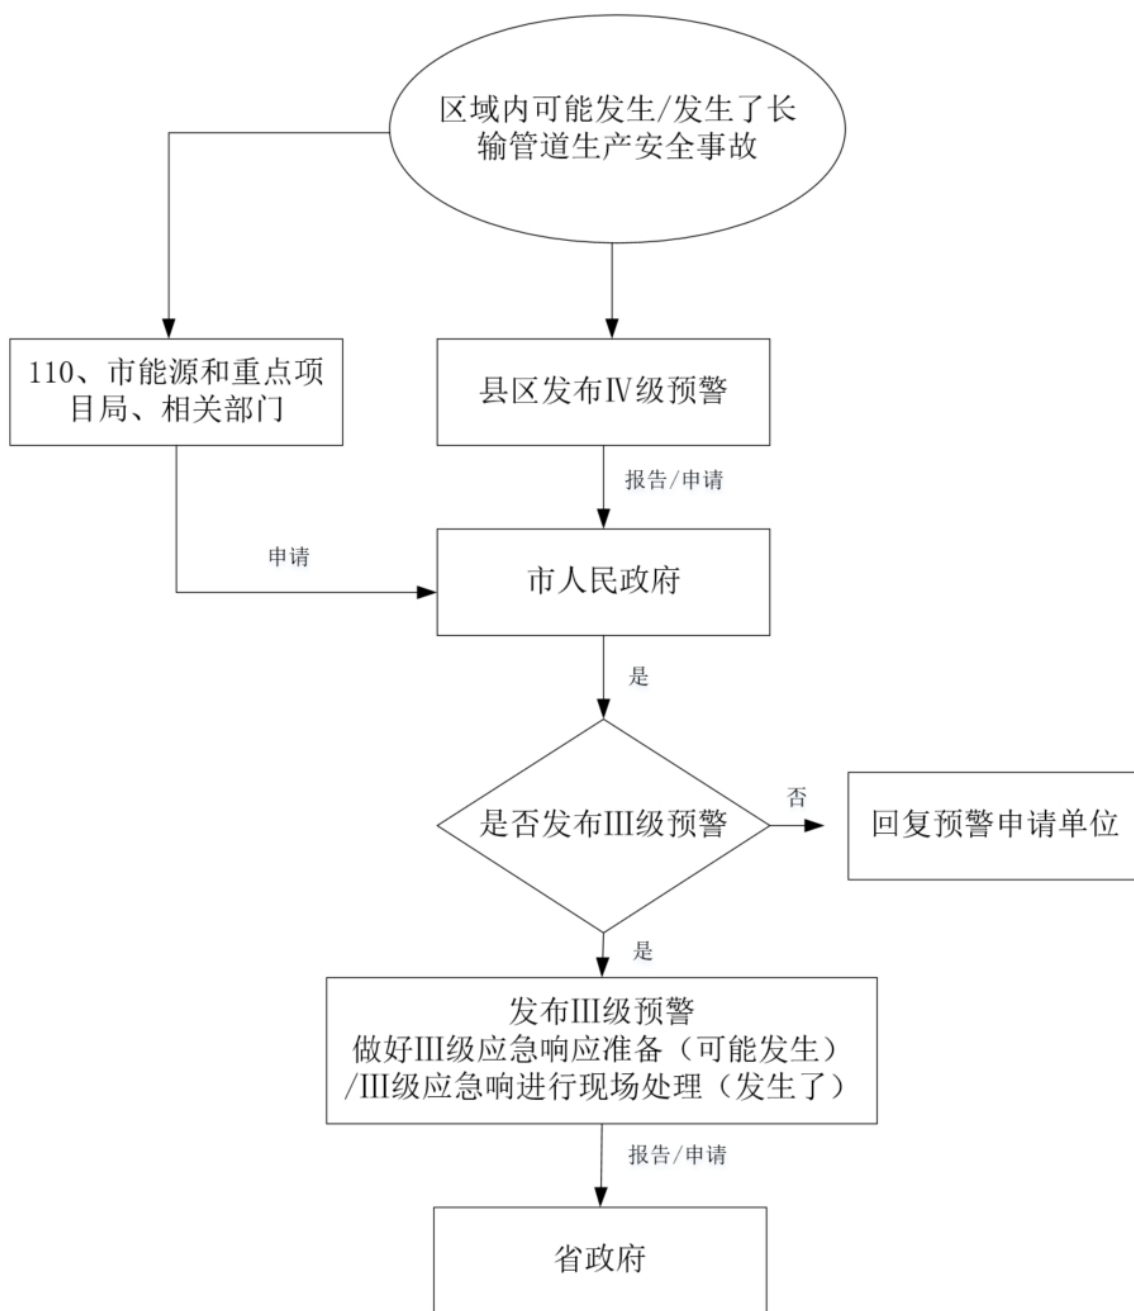 区域内可能发生/发生了长
输管道生产安全事故
110、市能源和重点项
目局、相关部门
县区发布Ⅳ级预警
报告/申请
申请
市人民政府
是
是否发布Ⅲ级预警
否
回复预警申请单位
是
发布Ⅲ级预警
做好Ⅲ级应急响应准备（可能发生）
/Ⅲ级应急响进行现场处理（发生了）
报告/申请
省政府